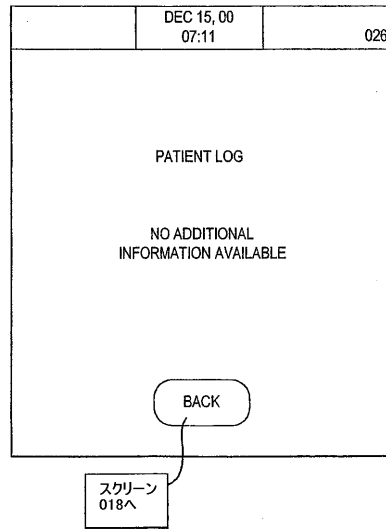 DEC 15, 00
07:11
026
PATIENT LOG
NO ADDITIONAL
INFORMATION AVAILABLE
BACK
スクリーン
018へ